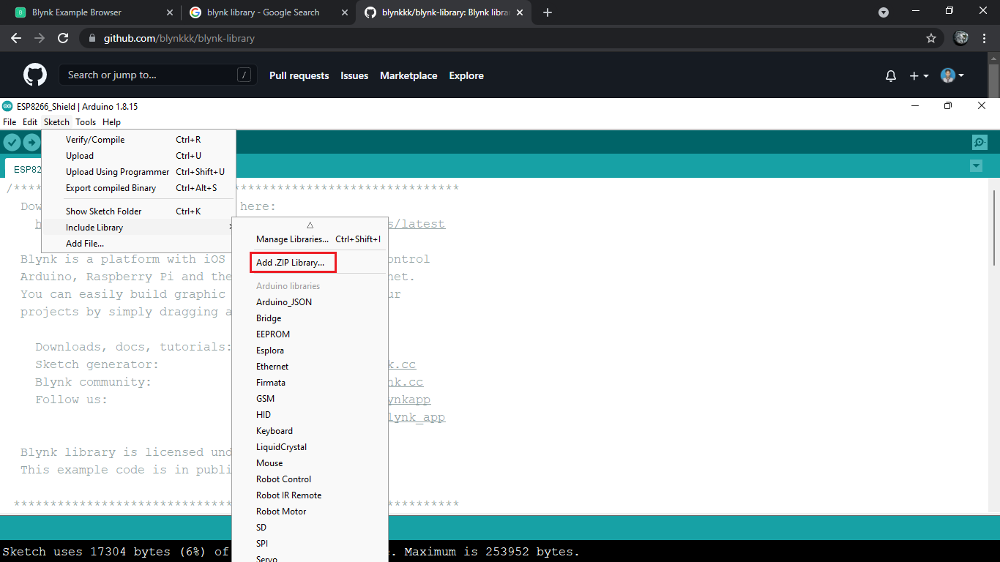 Blynk Example Browser
blynk library - Google Search
blynkkk/blynk-library: Blynk libra
github.com/blynkkk/blynk-library
Search or jump to...
/
Pull requests Issues Marketplace Explore
ESP8266_Shield | Arduino 1.8.15
File Edit Sketch Tools Help
Verify/Compile Ctrl+R
Upload Ctrl+U
Upload Using Programmer Ctrl+Shift+U
Export compiled Binary Ctrl+Alt+S
Show Sketch Folder Ctrl+K
Include Library
Add File...
Manage Libraries... Ctrl+Shift+I
Add .ZIP Library...
Arduino libraries
Arduino_JSON
Bridge
EEPROM
Esplora
Ethernet
Firmata
GSM
HID
Keyboard
LiquidCrystal
Mouse
Robot Control
Robot IR Remote
Robot Motor
SD
SPI
Servo
ESP82
here:
s/latest
Blynk is a platform with iOS ontrol
Arduino, Raspberry Pi and the net.
You can easily build graphic ur
projects by simply dragging a
Downloads, docs, tutorials:
Sketch generator: k.cc
Blynk community: nk.cc
Follow us: ynkapp
lynk_app
Blynk library is licensed und
This example code is in publi
Sketch uses 17304 bytes (6%) of . Maximum is 253952 bytes.